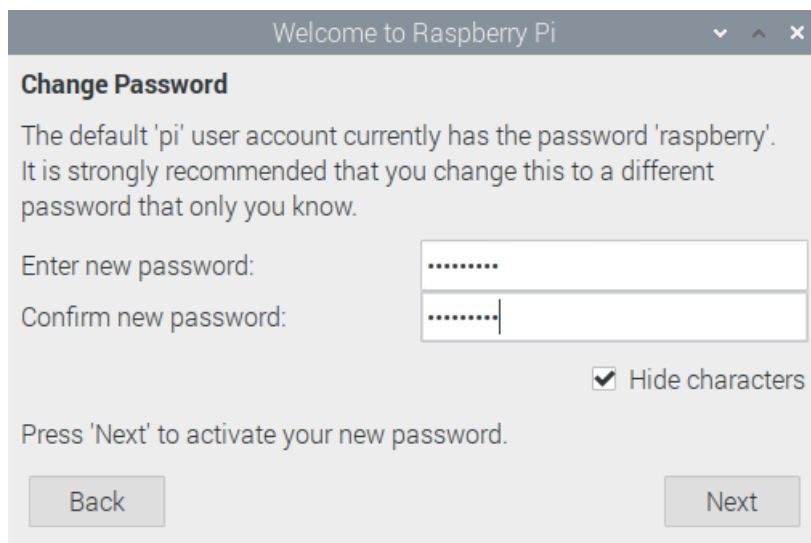 Welcome to Raspberry Pi
Change Password
The default 'pi' user account currently has the password 'raspberry'.
It is strongly recommended that you change this to a different
password that only you know.
Enter new password: •••••••••
Confirm new password: •••••••••
Hide characters
Press 'Next' to activate your new password.
Back Next